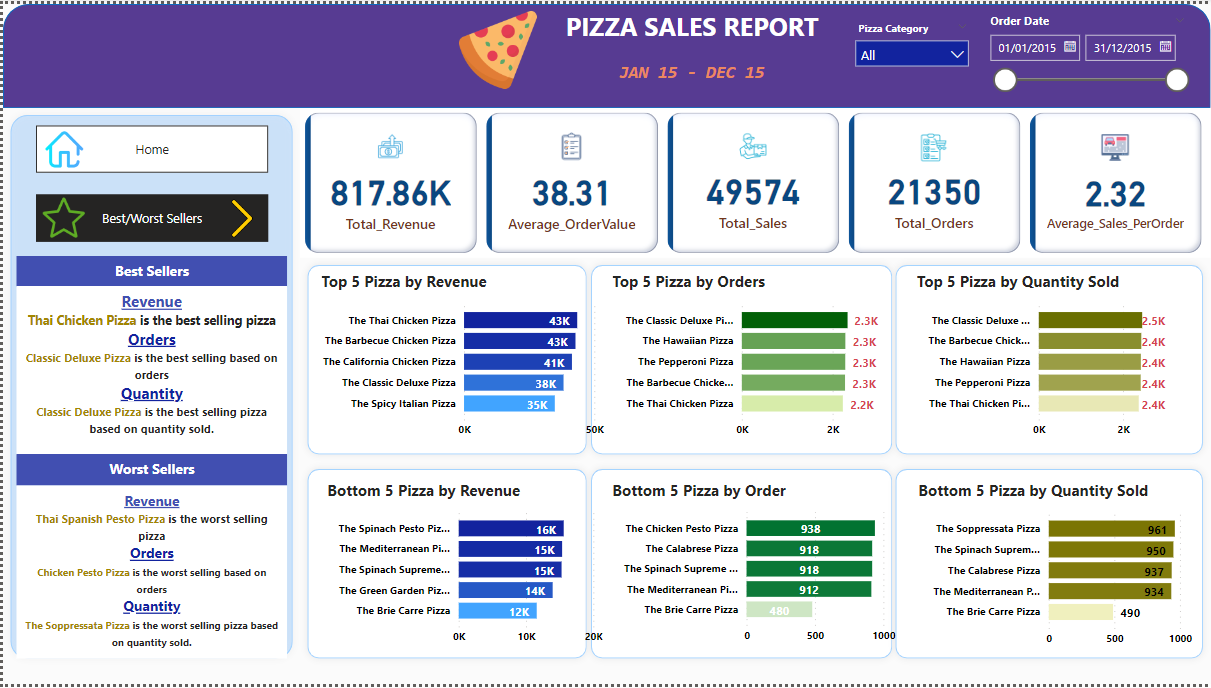 PIZZA SALES REPORT
JAN 15 - DEC 15
Pizza Category
All
Order Date
01/01/2015
31/12/2015
Home
Best/Worst Sellers
Best Sellers
Revenue
Thai Chicken Pizza is the best selling pizza
Orders
Classic Deluxe Pizza is the best selling based on
orders
Quantity
Classic Deluxe Pizza is the best selling pizza
based on quantity sold.
Worst Sellers
Revenue
Thai Spanish Pesto Pizza is the worst selling
pizza
Orders
Chicken Pesto Pizza is the worst selling based on
orders
Quantity
The Soppressata Pizza is the worst selling pizza based
on quantity sold.
817.86K
Total_Revenue
38.31
Average_OrderValue
49574
Total_Sales
21350
Total_Orders
2.32
Average_Sales_PerOrder
Top 5 Pizza by Revenue
The Thai Chicken Pizza 43K
The Barbecue Chicken Pizza 43K
The California Chicken Pizza 41K
The Classic Deluxe Pizza 38K
The Spicy Italian Pizza 35K
0K 50K
Top 5 Pizza by Orders
The Classic Deluxe Pi... 2.3K
The Hawaiian Pizza 2.3K
The Pepperoni Pizza 2.3K
The Barbecue Chicke... 2.3K
The Thai Chicken Pizza 2.2K
0K 2K
Top 5 Pizza by Quantity Sold
The Classic Deluxe ... 2.5K
The Barbecue Chick... 2.4K
The Hawaiian Pizza 2.4K
The Pepperoni Pizza 2.4K
The Thai Chicken Pi... 2.4K
0K 2K
Bottom 5 Pizza by Revenue
The Spinach Pesto Piz... 16K
The Mediterranean Pi... 15K
The Spinach Supreme... 15K
The Green Garden Piz... 14K
The Brie Carre Pizza 12K
0K 10K 20K
Bottom 5 Pizza by Order
The Chicken Pesto Pizza 938
The Calabrese Pizza 918
The Spinach Supreme ... 918
The Mediterranean Pi... 912
The Brie Carre Pizza 480
0 500 1000
Bottom 5 Pizza by Quantity Sold
The Soppressata Pizza 961
The Spinach Suprem... 950
The Calabrese Pizza 937
The Mediterranean P... 934
The Brie Carre Pizza 490
0 500 1000